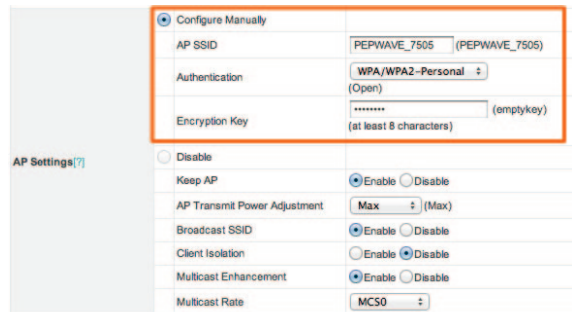 Configure Manually
AP SSID PEPWAVE_7505 (PEPWAVE_7505)
Authentication WPA/WPA2-Personal
(Open)
Encryption Key •••••••• (emptykey)
(at least 8 characters)
AP Settings[?]
Disable
Keep AP Enable Disable
AP Transmit Power Adjustment Max (Max)
Broadcast SSID Enable Disable
Client Isolation Enable Disable
Multicast Enhancement Enable Disable
Multicast Rate MCS0